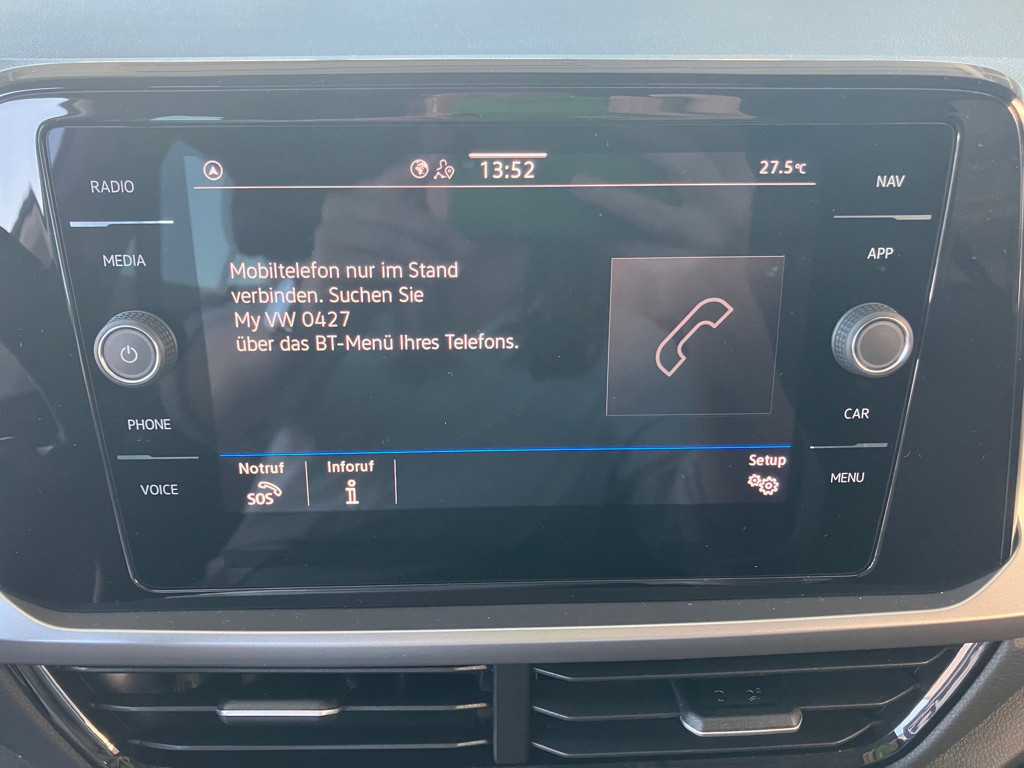 13:52
27.5°C
RADIO
MEDIA
PHONE
VOICE
Mobiltelefon nur im Stand
verbinden. Suchen Sie
My VW 0427
über das BT-Menü Ihres Telefons.
NAV
APP
CAR
MENU
Notruf
SOS
Inforuf
i
Setup